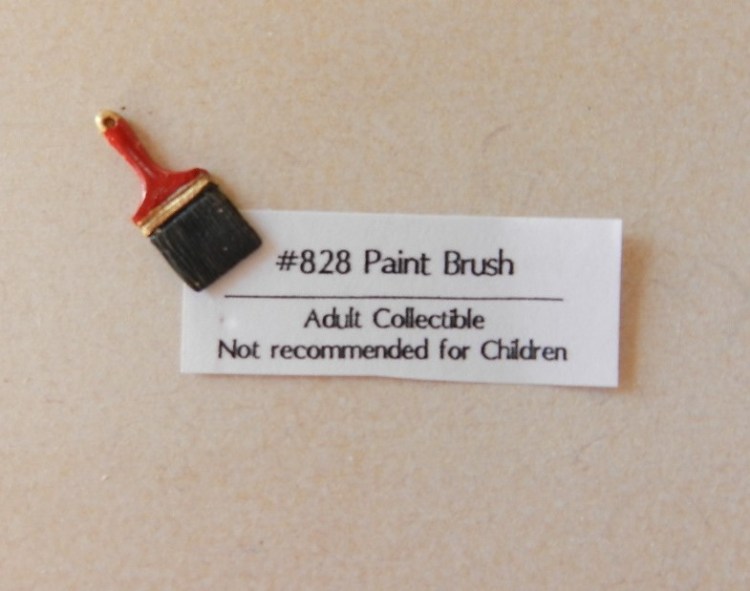 #828 Paint Brush
Adult Collectible
Not recommended for Children